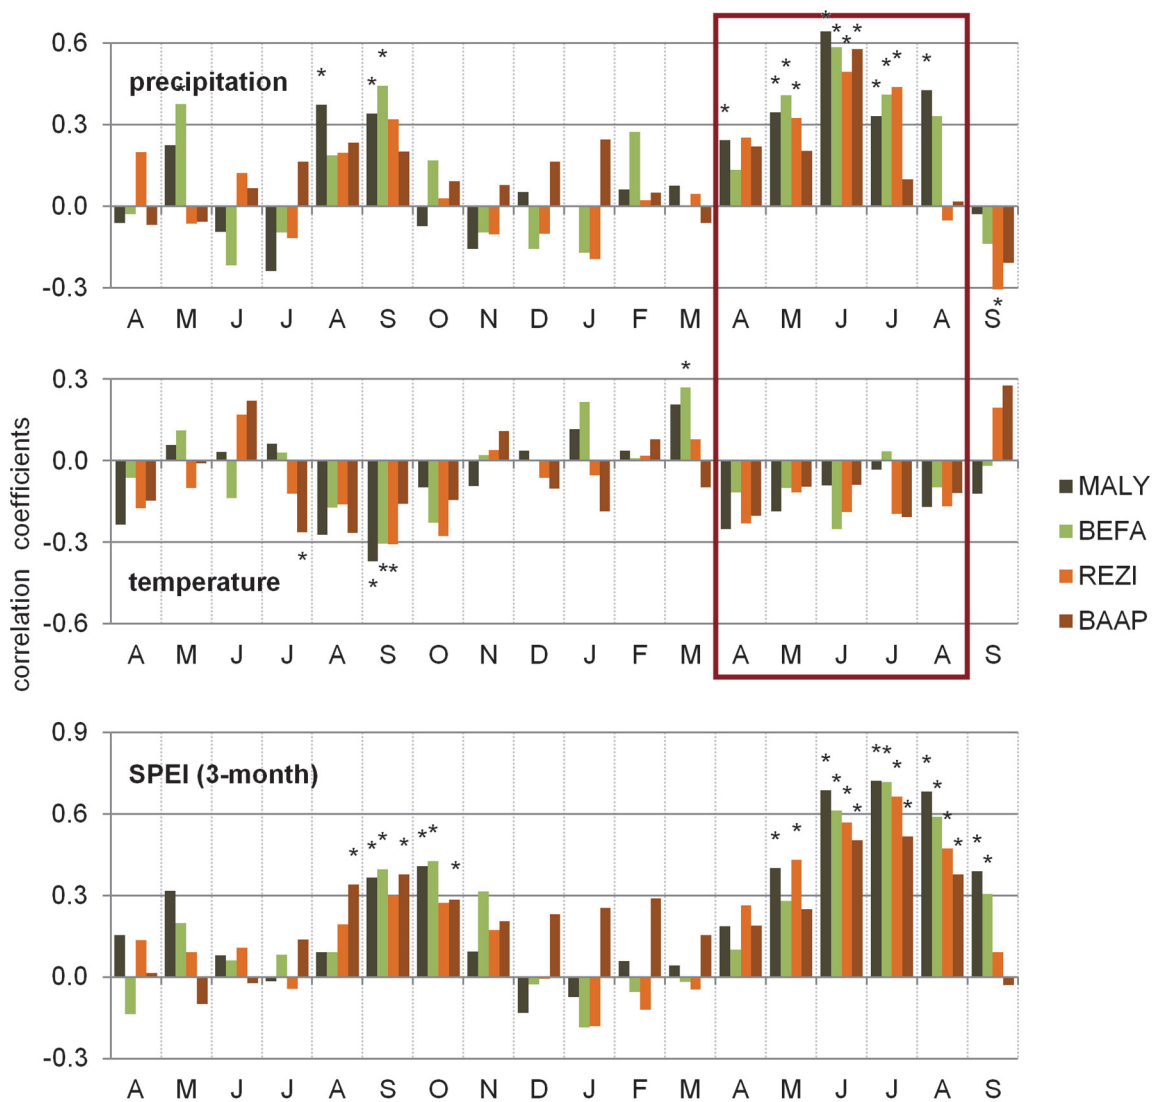 precipitation
0.6
0.3
0.0
-0.3
* * * * * * * * * * * * * * * * * *
A M J J A S O N D J F M A M J J A S
temperature
0.3
0.0
-0.3
-0.6
* * * * *
A M J J A S O N D J F M A M J J A S
correlation coefficients
SPEI (3-month)
0.9
0.6
0.3
0.0
-0.3
* * * * * * * * * * * * * * * * * * * * * * *
A M J J A S O N D J F M A M J J A S
MALY
BEFA
REZI
BAAP